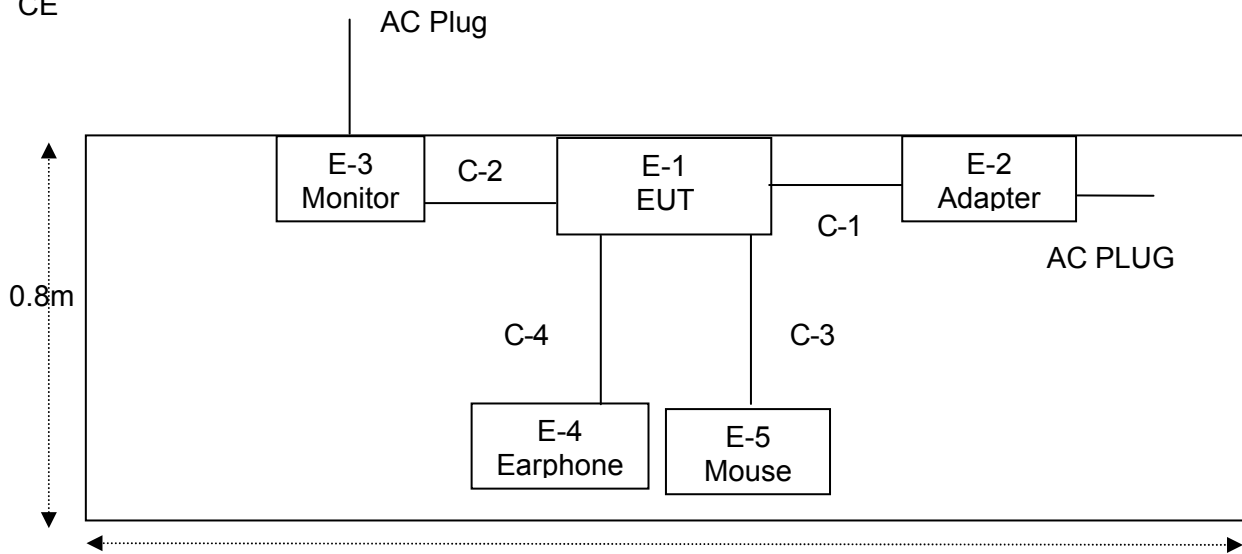 CE
AC Plug
E-3
Monitor
C-2
E-1
EUT
E-2
Adapter
C-1
AC PLUG
0.8m
C-4
C-3
E-4
Earphone
E-5
Mouse